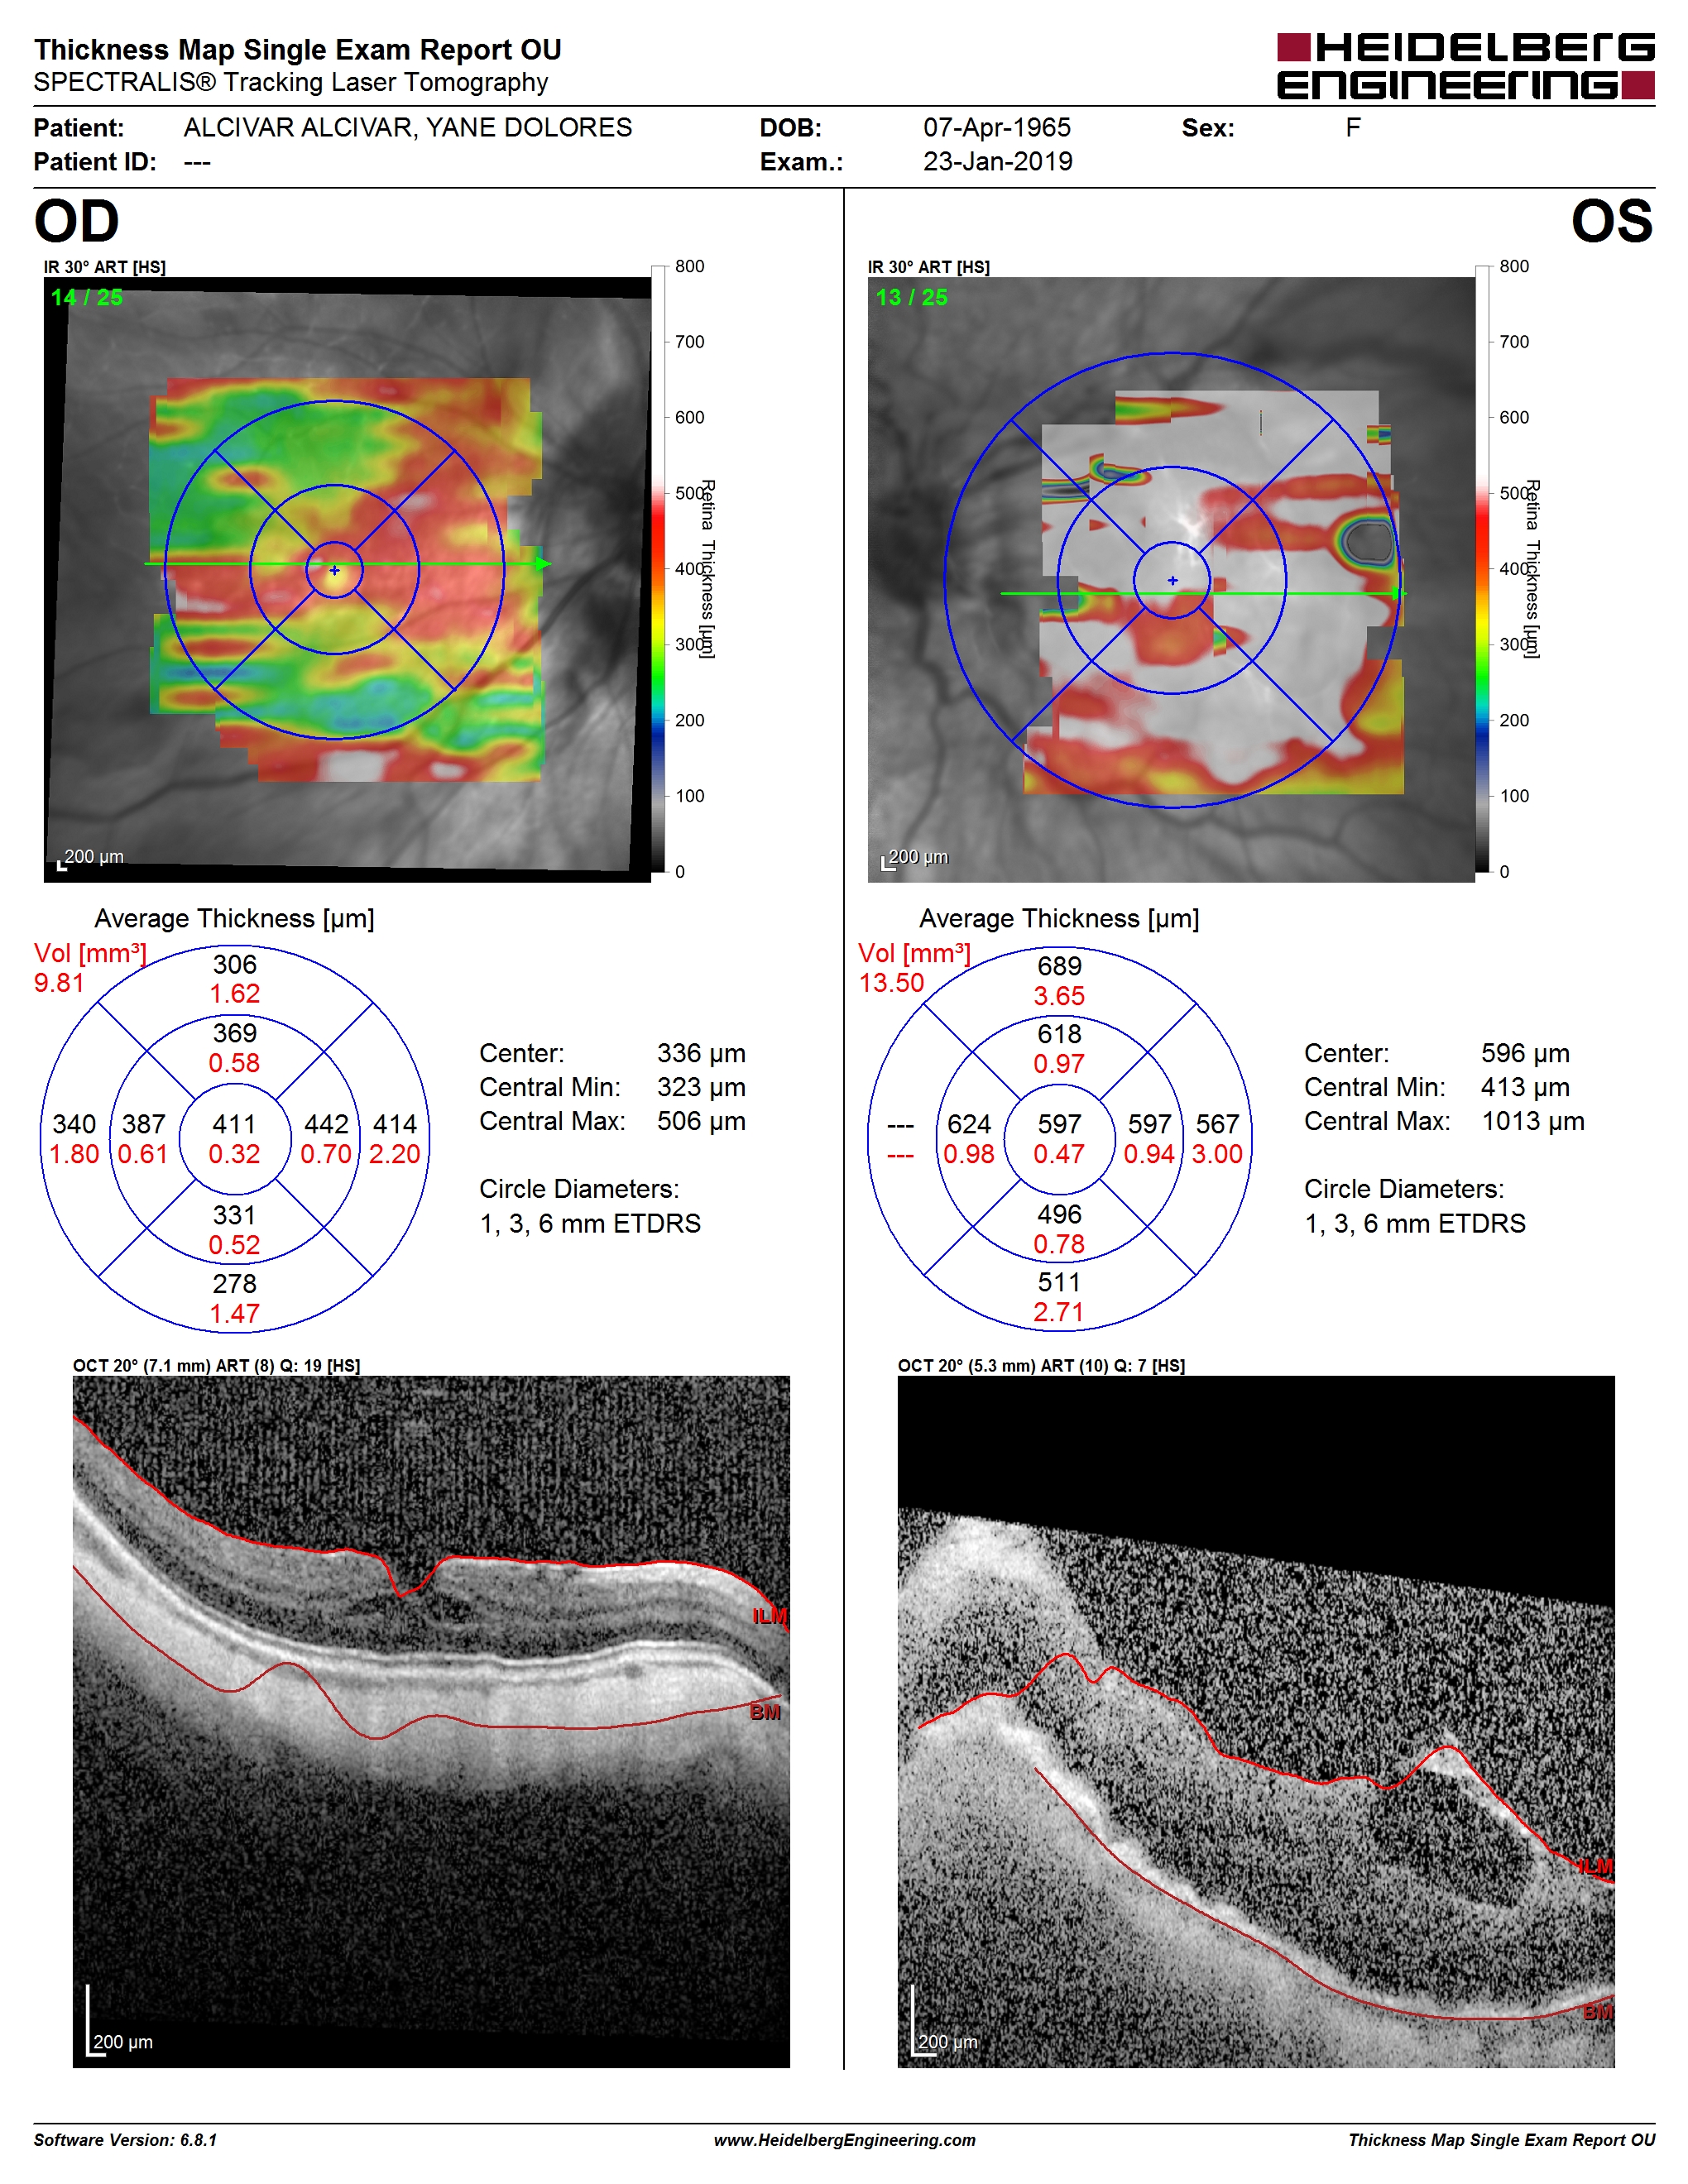 Thickness Map Single Exam Report OU
SPECTRALIS® Tracking Laser Tomography
HEIDELBERG
ENGINEERING
Patient: ALCIVAR ALCIVAR, YANE DOLORES DOB: 07-Apr-1965 Sex: F
Patient ID: --- Exam.: 23-Jan-2019
OD
IR 30° ART [HS]
14 / 25
200 µm
800
700
600
500
400
300
200
100
0
Retina Thickness [µm]
Average Thickness [µm]
Vol [mm³]
9.81
306
1.62
369
0.58
340 387 411 442 414
1.80 0.61 0.32 0.70 2.20
331
0.52
278
1.47
Center: 336 µm
Central Min: 323 µm
Central Max: 506 µm
Circle Diameters:
1, 3, 6 mm ETDRS
OCT 20° (7.1 mm) ART (8) Q: 19 [HS]
ILM
BM
200 µm
OS
IR 30° ART [HS]
13 / 25
200 µm
800
700
600
500
400
300
200
100
0
Retina Thickness [µm]
Average Thickness [µm]
Vol [mm³]
13.50
689
3.65
618
0.97
--- 624 597 597 567
--- 0.98 0.47 0.94 3.00
496
0.78
511
2.71
Center: 596 µm
Central Min: 413 µm
Central Max: 1013 µm
Circle Diameters:
1, 3, 6 mm ETDRS
OCT 20° (5.3 mm) ART (10) Q: 7 [HS]
ILM
BM
200 µm
Software Version: 6.8.1 www.HeidelbergEngineering.com Thickness Map Single Exam Report OU